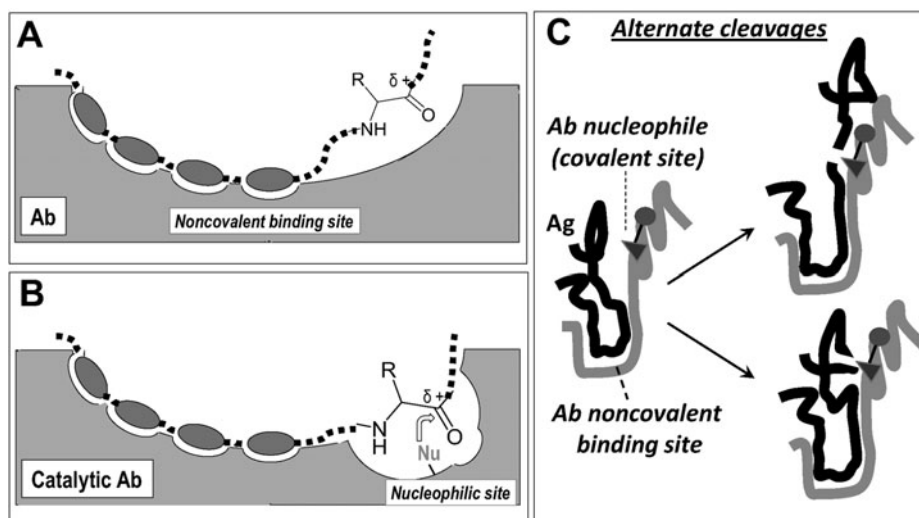 A
R
δ +
O
NH
Ab
Noncovalent binding site
B
R
δ +
N
H
O
Nu
Catalytic Ab
Nucleophilic site
C
Alternate cleavages
Ab nucleophile
(covalent site)
Ag
Ab noncovalent
binding site